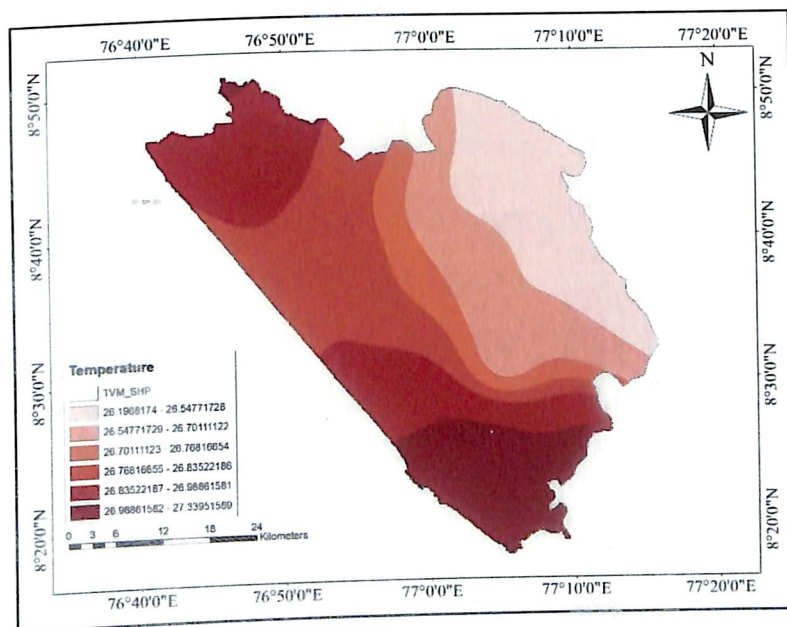 76°40'0"E 76°50'0"E 77°0'0"E 77°10'0"E 77°20'0"E
N
8°50'0"N
8°50'0"N
8°40'0"N
8°40'0"N
8°30'0"N
8°30'0"N
8°20'0"N
8°20'0"N
Temperature
TVM_SHP
26.1968174 - 26.54771728
26.54771729 - 26.70111122
26.70111123 - 26.76816654
26.76816655 - 26.83522186
26.83522187 - 26.98861581
26.98861582 - 27.33951569
0 3 6 12 18 24
Kilometers
76°40'0"E 76°50'0"E 77°0'0"E 77°10'0"E 77°20'0"E